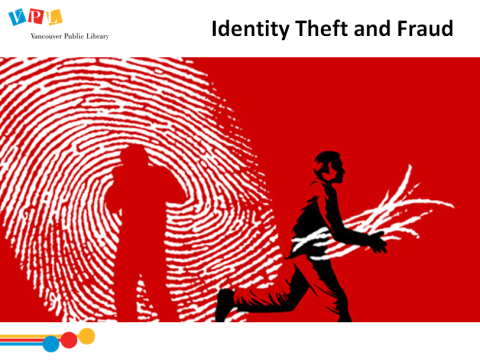 VPL
Vancouver Public Library
Identity Theft and Fraud